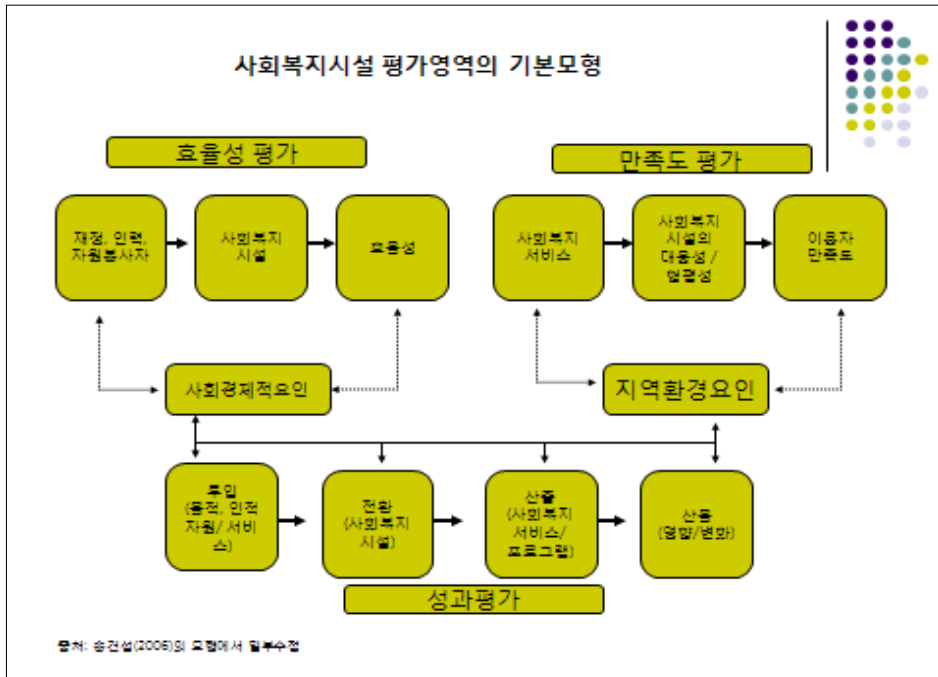 사회복지시설 평가영역의 기본모형
효율성 평가
만족도 평가
재정, 인력,
자원봉사자
사회복지
시설
효율성
사회복지
서비스
사회복지
시설의
대응성 /
형평성
이용자
만족도
사회경제적요인
지역환경요인
투입
(물적, 인적
자원/ 서비
스)
전환
(사회복지
시설)
산출
(사회복지
서비스/
프로그램)
산물
(영향/변화)
성과평가
출처: (2006)의 모형에서 일부수정